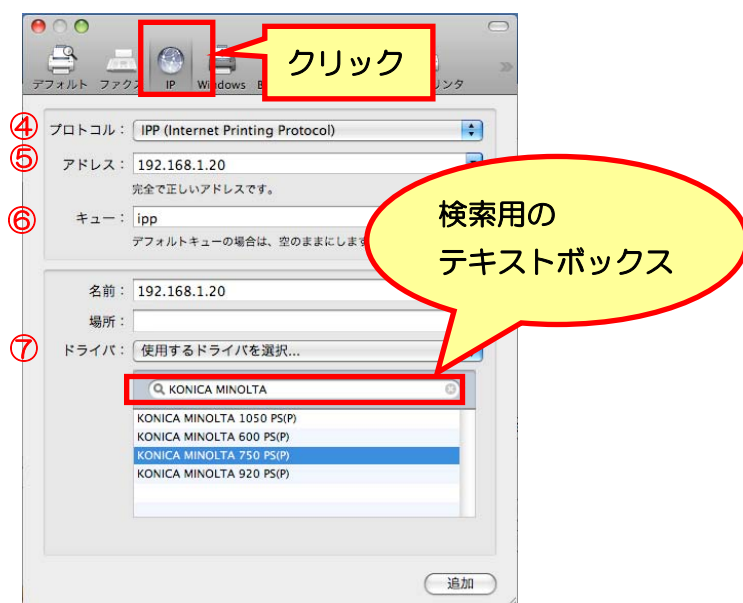 クリック
デフォルト ファクス IP Windows
④ プロトコル： IPP (Internet Printing Protocol)
⑤ アドレス： 192.168.1.20
完全で正しいアドレスです。
⑥ キュー： ipp
デフォルトキューの場合は、空のままにします
検索用の
テキストボックス
名前： 192.168.1.20
場所：
⑦ ドライバ： 使用するドライバを選択...
KONICA MINOLTA
KONICA MINOLTA 1050 PS(P)
KONICA MINOLTA 600 PS(P)
KONICA MINOLTA 750 PS(P)
KONICA MINOLTA 920 PS(P)
追加